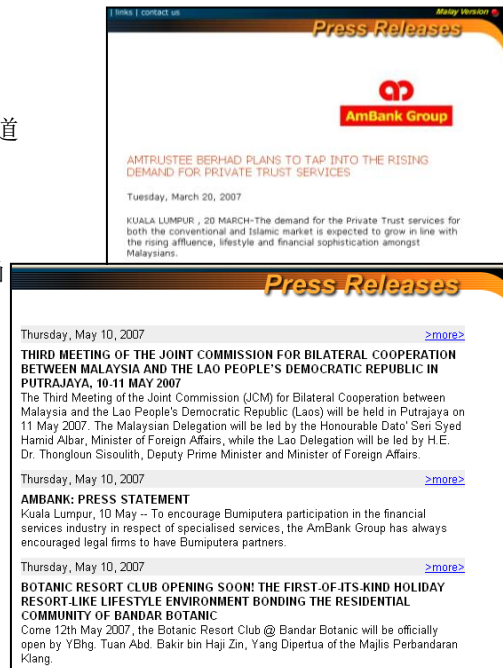 | links | contact us
Malay Version
Press Releases
道
AmBank Group
AMTRUSTEE BERHAD PLANS TO TAP INTO THE RISING
DEMAND FOR PRIVATE TRUST SERVICES
Tuesday, March 20, 2007
KUALA LUMPUR , 20 MARCH-The demand for the Private Trust services for
both the conventional and Islamic market is expected to grow in line with
the rising affluence, lifestyle and financial sophistication amongst
Malaysians.
Press Releases
Thursday, May 10, 2007 >more>
THIRD MEETING OF THE JOINT COMMISSION FOR BILATERAL COOPERATION
BETWEEN MALAYSIA AND THE LAO PEOPLE'S DEMOCRATIC REPUBLIC IN
PUTRAJAYA, 10-11 MAY 2007
The Third Meeting of the Joint Commission (JCM) for Bilateral Cooperation between
Malaysia and the Lao People's Democratic Republic (Laos) will be held in Putrajaya on
11 May 2007. The Malaysian Delegation will be led by the Honourable Dato' Seri Syed
Hamid Albar, Minister of Foreign Affairs, while the Lao Delegation will be led by H.E.
Dr. Thongloun Sisoulith, Deputy Prime Minister and Minister of Foreign Affairs.
Thursday, May 10, 2007 >more>
AMBANK: PRESS STATEMENT
Kuala Lumpur, 10 May -- To encourage Bumiputera participation in the financial
services industry in respect of specialised services, the AmBank Group has always
encouraged legal firms to have Bumiputera partners.
Thursday, May 10, 2007 >more>
BOTANIC RESORT CLUB OPENING SOON! THE FIRST-OF-ITS-KIND HOLIDAY
RESORT-LIKE LIFESTYLE ENVIRONMENT BONDING THE RESIDENTIAL
COMMUNITY OF BANDAR BOTANIC
Come 12th May 2007, the Botanic Resort Club @ Bandar Botanic will be officially
open by YBhg. Tuan Abd. Bakir bin Haji Zin, Yang Dipertua of the Majlis Perbandaran
Klang.